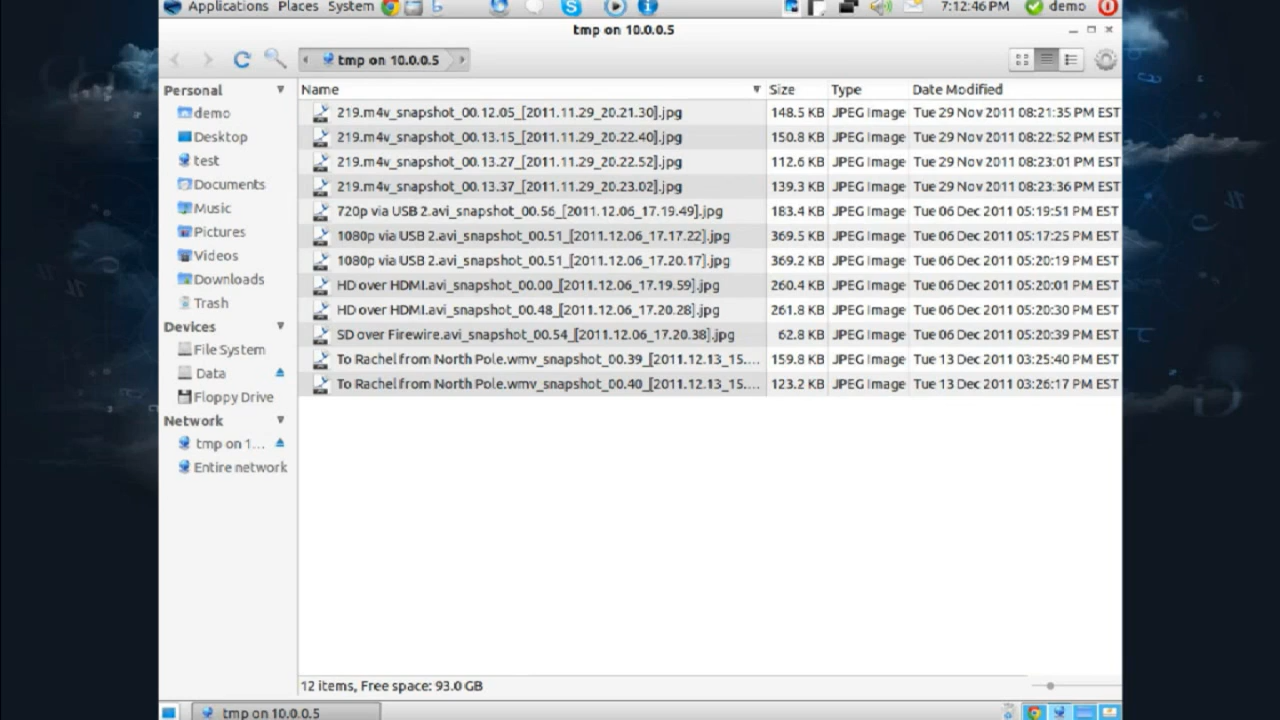 Applications Places System 7:12:46 PM demo
tmp on 10.0.0.5
tmp on 10.0.0.5
Personal
demo
Desktop
test
Documents
Music
Pictures
Videos
Downloads
Trash
Devices
File System
Data
Floppy Drive
Network
tmp on 1...
Entire network
Name Size Type Date Modified
219.m4v_snapshot_00.12.05_[2011.11.29_20.21.30].jpg 148.5 KB JPEG Image Tue 29 Nov 2011 08:21:35 PM EST
219.m4v_snapshot_00.13.15_[2011.11.29_20.22.40].jpg 150.8 KB JPEG Image Tue 29 Nov 2011 08:22:52 PM EST
219.m4v_snapshot_00.13.27_[2011.11.29_20.22.52].jpg 112.6 KB JPEG Image Tue 29 Nov 2011 08:23:01 PM EST
219.m4v_snapshot_00.13.37_[2011.11.29_20.23.02].jpg 139.3 KB JPEG Image Tue 29 Nov 2011 08:23:36 PM EST
720p via USB 2.avi_snapshot_00.56_[2011.12.06_17.19.49].jpg 183.4 KB JPEG Image Tue 06 Dec 2011 05:19:51 PM EST
1080p via USB 2.avi_snapshot_00.51_[2011.12.06_17.17.22].jpg 369.5 KB JPEG Image Tue 06 Dec 2011 05:17:25 PM EST
1080p via USB 2.avi_snapshot_00.51_[2011.12.06_17.20.17].jpg 369.2 KB JPEG Image Tue 06 Dec 2011 05:20:19 PM EST
HD over HDMI.avi_snapshot_00.00_[2011.12.06_17.19.59].jpg 260.4 KB JPEG Image Tue 06 Dec 2011 05:20:01 PM EST
HD over HDMI.avi_snapshot_00.48_[2011.12.06_17.20.28].jpg 261.8 KB JPEG Image Tue 06 Dec 2011 05:20:30 PM EST
SD over Firewire.avi_snapshot_00.54_[2011.12.06_17.20.38].jpg 62.8 KB JPEG Image Tue 06 Dec 2011 05:20:39 PM EST
To Rachel from North Pole.wmv_snapshot_00.39_[2011.12.13_15.... 159.8 KB JPEG Image Tue 13 Dec 2011 03:25:40 PM EST
To Rachel from North Pole.wmv_snapshot_00.40_[2011.12.13_15.... 123.2 KB JPEG Image Tue 13 Dec 2011 03:26:17 PM EST
12 items, Free space: 93.0 GB
tmp on 10.0.0.5